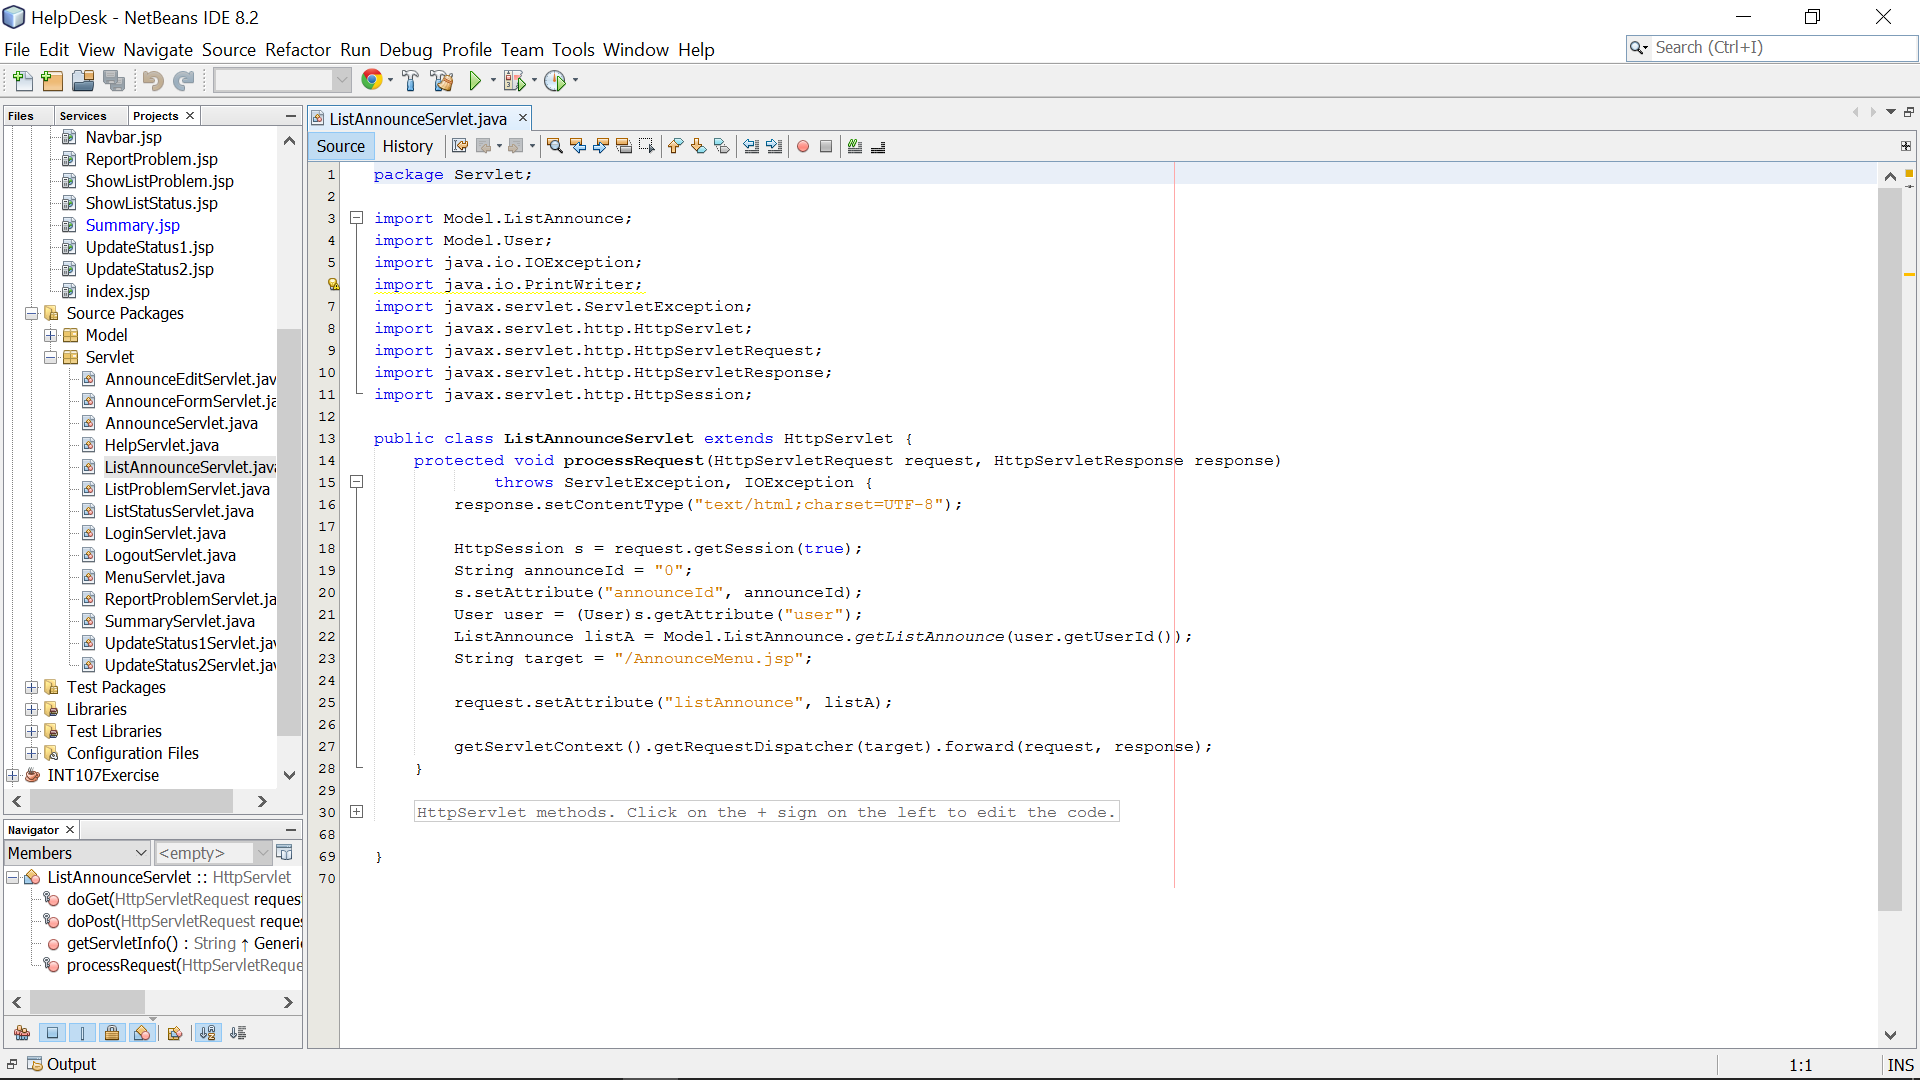 HelpDesk - NetBeans IDE 8.2
File Edit View Navigate Source Refactor Run Debug Profile Team Tools Window Help
Search (Ctrl+I)
Files Services Projects
Navbar.jsp
ReportProblem.jsp
ShowListProblem.jsp
ShowListStatus.jsp
Summary.jsp
UpdateStatus1.jsp
UpdateStatus2.jsp
index.jsp
Source Packages
Model
Servlet
AnnounceEditServlet.jav
AnnounceFormServlet.ja
AnnounceServlet.java
HelpServlet.java
ListAnnounceServlet.java
ListProblemServlet.java
ListStatusServlet.java
LoginServlet.java
LogoutServlet.java
MenuServlet.java
ReportProblemServlet.ja
SummaryServlet.java
UpdateStatus1Servlet.jav
UpdateStatus2Servlet.jav
Test Packages
Libraries
Test Libraries
Configuration Files
INT107Exercise
Navigator
Members <empty>
ListAnnounceServlet :: HttpServlet
doGet(HttpServletRequest reques
doPost(HttpServletRequest reques
getServletInfo() : String ↑ Generi
processRequest(HttpServletReque
ListAnnounceServlet.java
Source History
1 package Servlet;
2
3 import Model.ListAnnounce;
4 import Model.User;
5 import java.io.IOException;
import java.io.PrintWriter;
7 import javax.servlet.ServletException;
8 import javax.servlet.http.HttpServlet;
9 import javax.servlet.http.HttpServletRequest;
10 import javax.servlet.http.HttpServletResponse;
11 import javax.servlet.http.HttpSession;
12
13 public class ListAnnounceServlet extends HttpServlet {
14 protected void processRequest(HttpServletRequest request, HttpServletResponse response)
15 throws ServletException, IOException {
16 response.setContentType("text/html;charset=UTF-8");
17
18 HttpSession s = request.getSession(true);
19 String announceId = "0";
20 s.setAttribute("announceId", announceId);
21 User user = (User)s.getAttribute("user");
22 ListAnnounce listA = Model.ListAnnounce.getListAnnounce(user.getUserId());
23 String target = "/AnnounceMenu.jsp";
24
25 request.setAttribute("listAnnounce", listA);
26
27 getServletContext().getRequestDispatcher(target).forward(request, response);
28 }
29
30 HttpServlet methods. Click on the + sign on the left to edit the code.
68
69 }
70
Output
1:1 INS